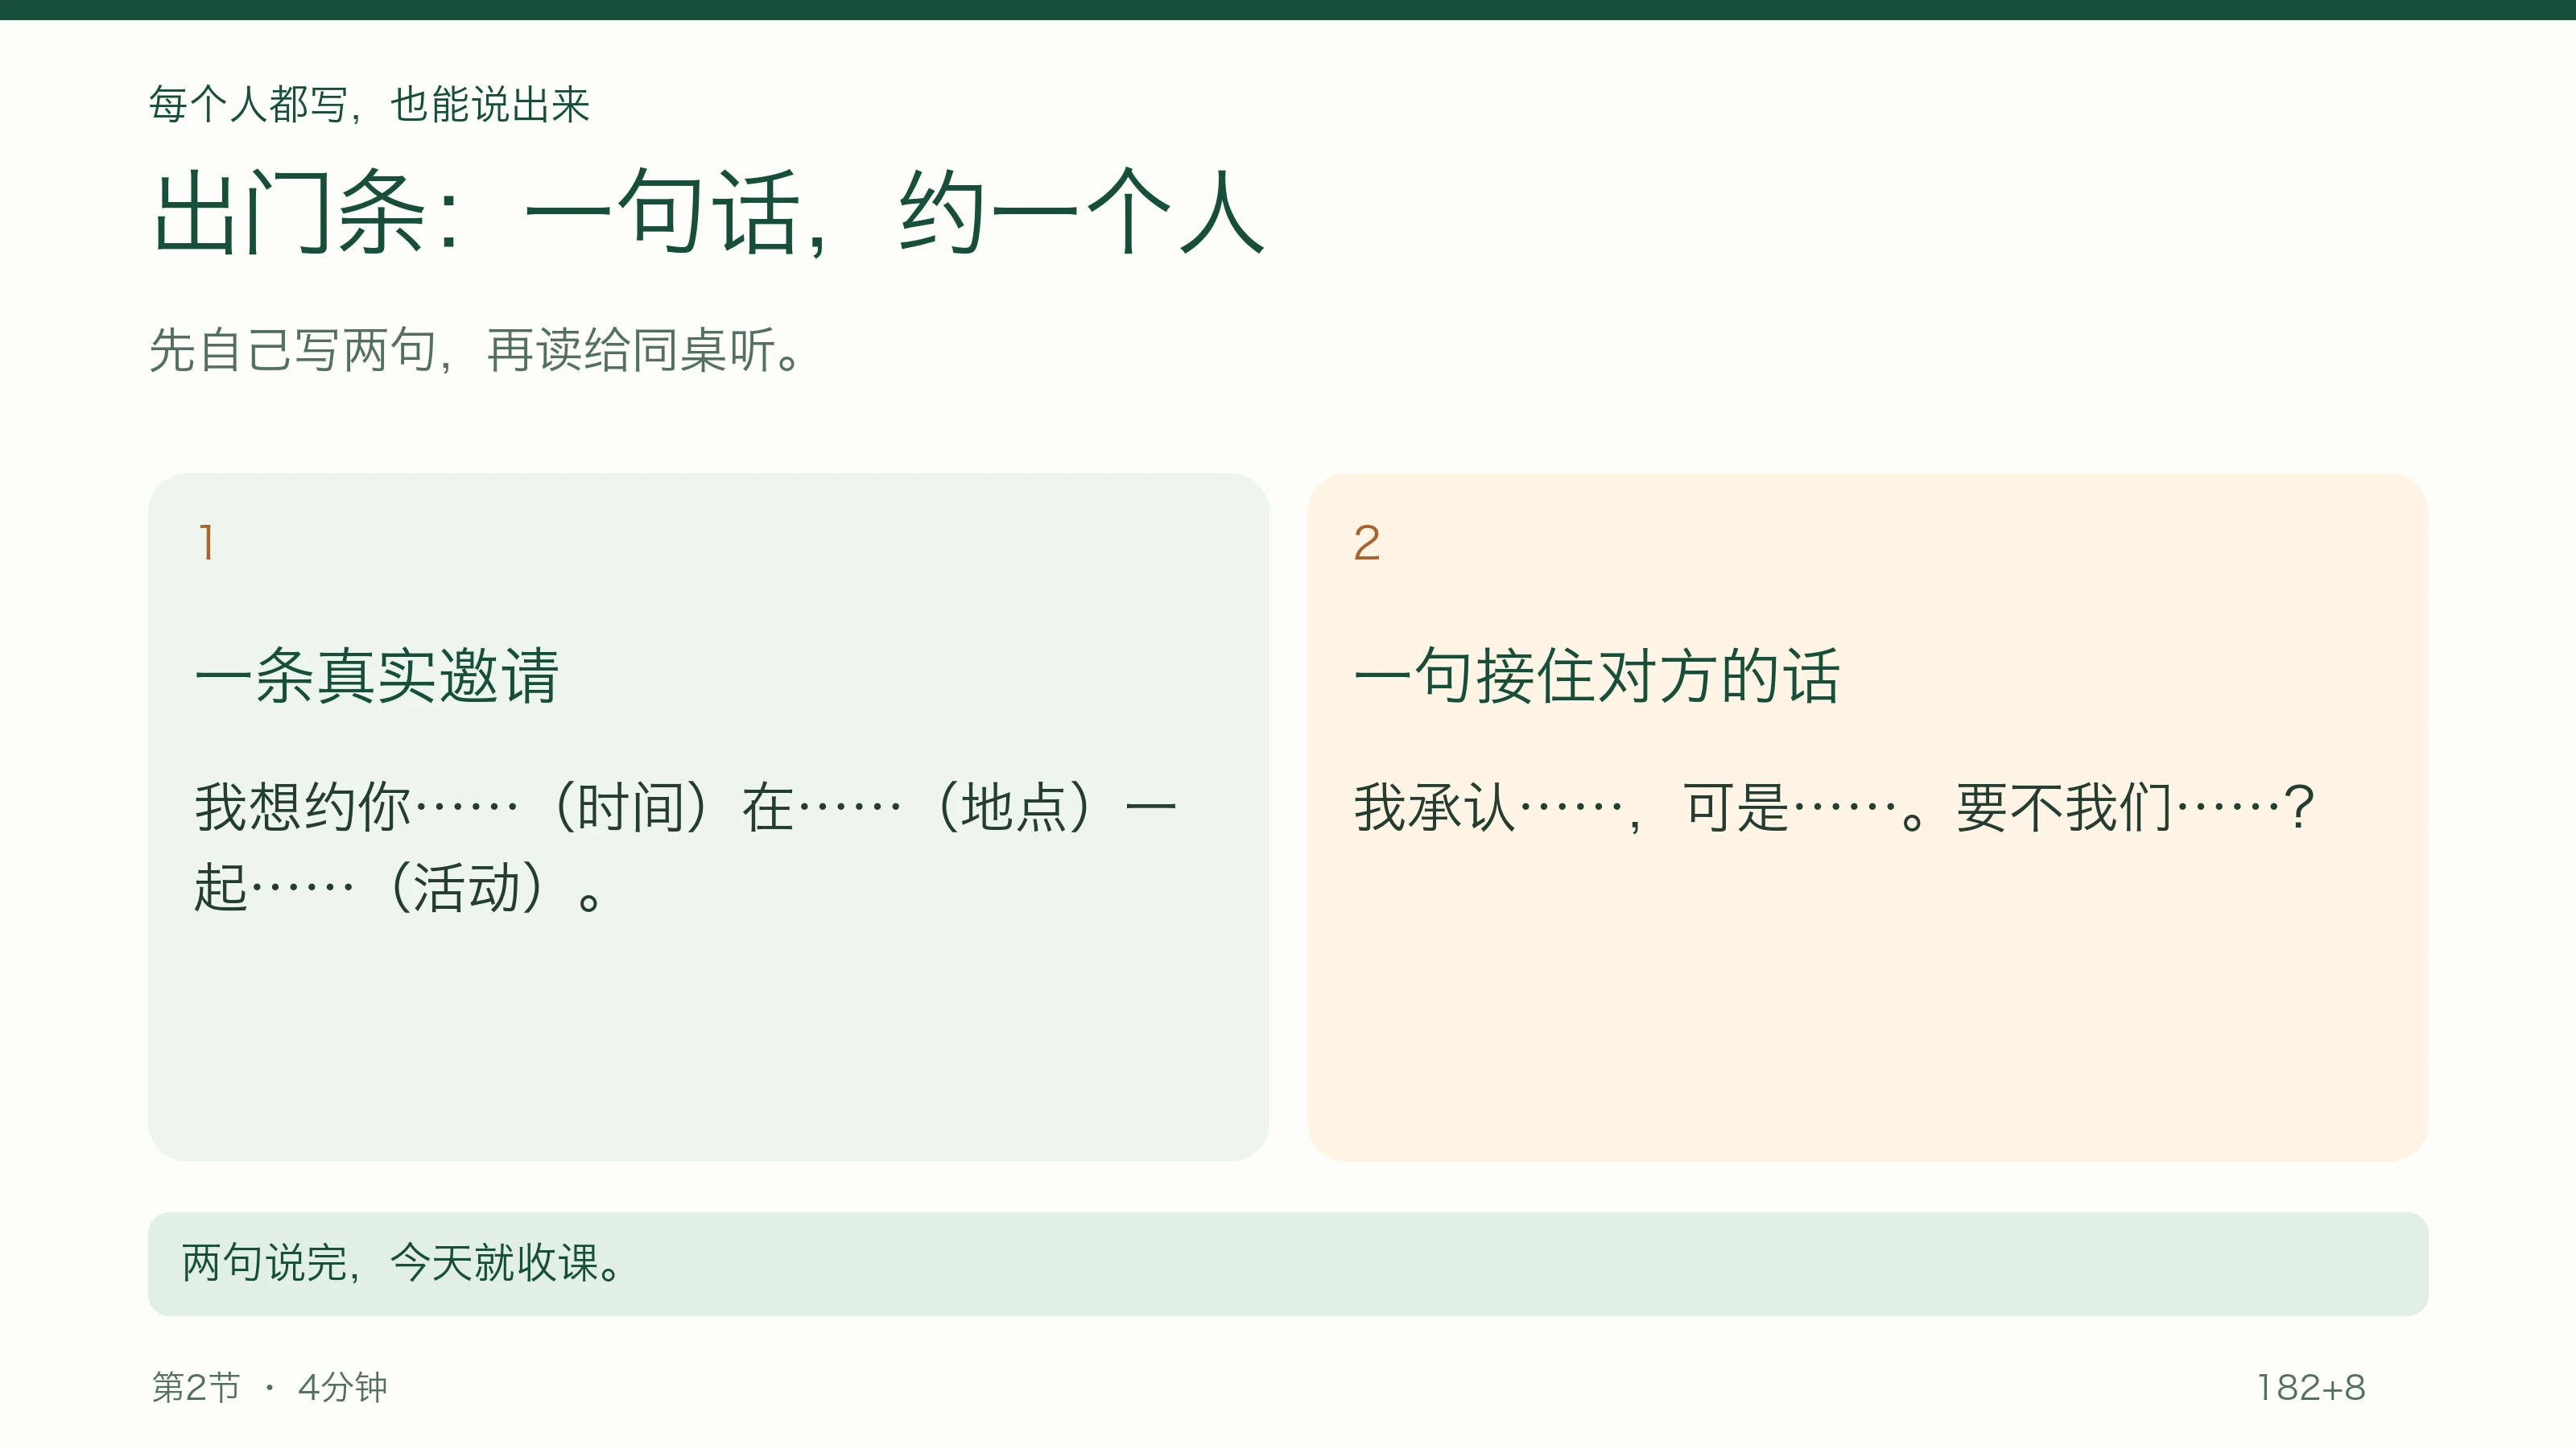 每个人都写，也能说出来
出门条：一句话，约一个人
先自己写两句，再读给同桌听。
1
一条真实邀请
我想约你……（时间）在……（地点）一
起……（活动）。
2
一句接住对方的话
我承认……，可是……。要不我们……？
两句说完，今天就收课。
第2节 · 4分钟
182+8